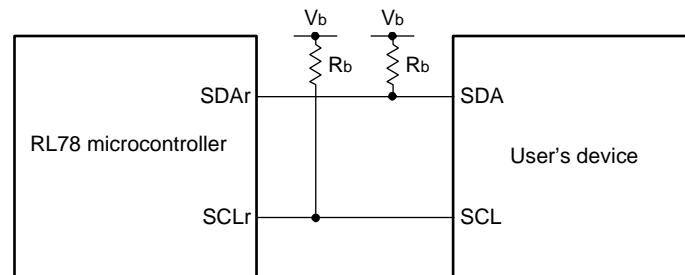 Vb Vb
Rb Rb
SDAr SDA
RL78 microcontroller User's device
SCLr SCL